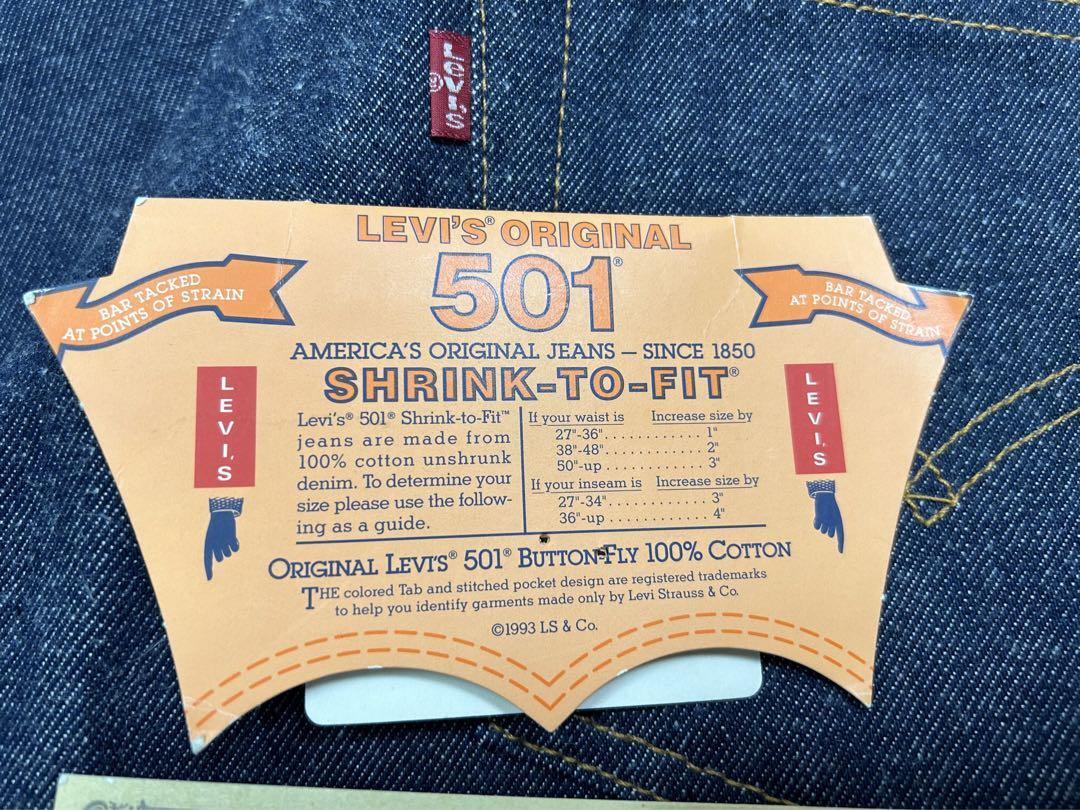 LEVI'S®
LEVI'S® ORIGINAL
501®
BAR TACKED
AT POINTS OF STRAIN
BAR TACKED
AT POINTS OF STRAIN
AMERICA'S ORIGINAL JEANS – SINCE 1850
SHRINK-TO-FIT®
LEVI'S
LEVI'S
Levi's® 501® Shrink-to-Fit™
jeans are made from
100% cotton unshrunk
denim. To determine your
size please use the follow-
ing as a guide.
If your waist is Increase size by
27"-36"............ 1"
38"-48"............ 2"
50"-up ............ 3"
If your inseam is Increase size by
27"-34"............ 3"
36"-up ............ 4"
ORIGINAL LEVI'S® 501® BUTTON-FLY 100% COTTON
THE colored Tab and stitched pocket design are registered trademarks
to help you identify garments made only by Levi Strauss & Co.
©1993 LS & Co.